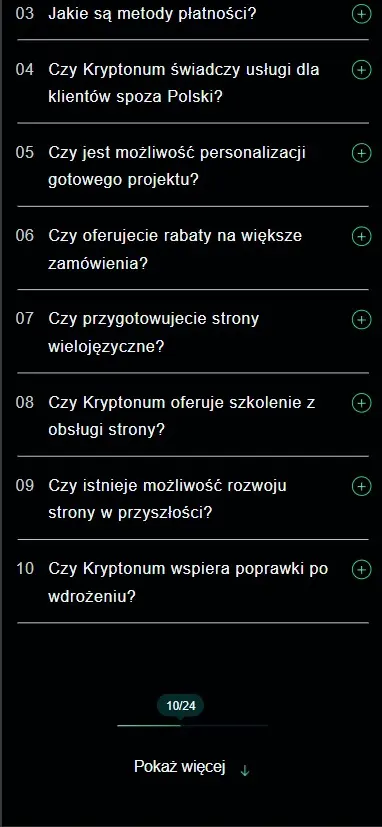 03 Jakie są metody płatności?
04 Czy Kryptonum świadczy usługi dla
klientów spoza Polski?
05 Czy jest możliwość personalizacji
gotowego projektu?
06 Czy oferujecie rabaty na większe
zamówienia?
07 Czy przygotowujecie strony
wielojęzyczne?
08 Czy Kryptonum oferuje szkolenie z
obsługi strony?
09 Czy istnieje możliwość rozwoju
strony w przyszłości?
10 Czy Kryptonum wspiera poprawki po
wdrożeniu?
10/24
Pokaż więcej